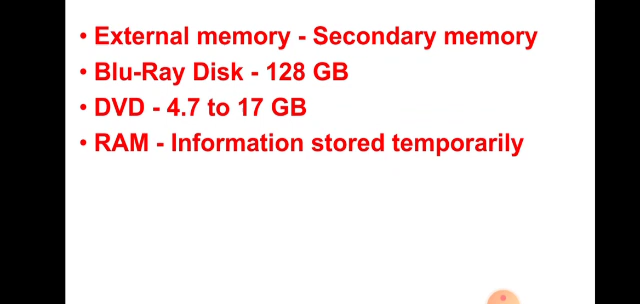 • External memory - Secondary memory
• Blu-Ray Disk - 128 GB
• DVD - 4.7 to 17 GB
• RAM - Information stored temporarily